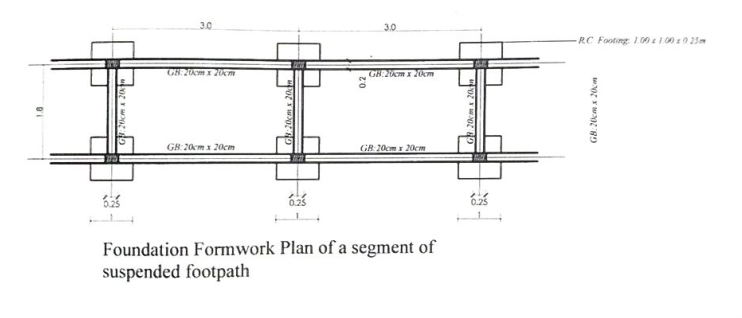 3.0
3.0
R.C Footing: 1.00 x 1.00 x 0.25m
GB: 20cm x 20cm
GB: 20cm x 20cm
0.2
1.8
GB: 20cm x 20cm
GB: 20cm x 20cm
GB: 20cm x 20cm
GB: 20cm x 20cm
GB: 20cm x 20cm
GB: 20cm x 20cm
0.25
0.25
0.25
1
1
1
Foundation Formwork Plan of a segment of
suspended footpath